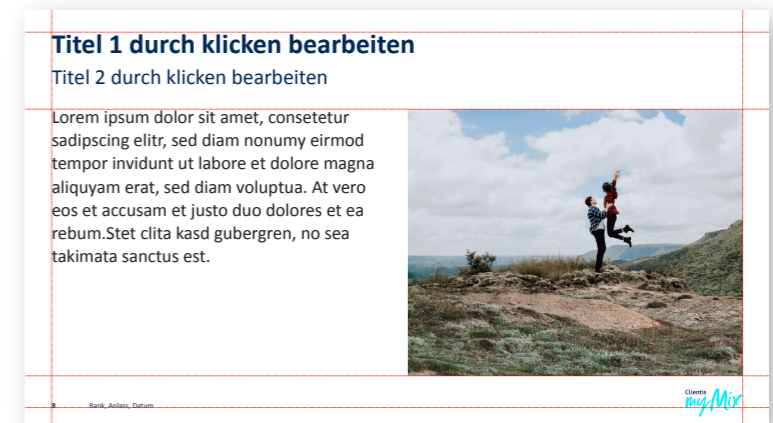 Titel 1 durch klicken bearbeiten
Titel 2 durch klicken bearbeiten
Lorem ipsum dolor sit amet, consetetur
sadipscing elitr, sed diam nonumy eirmod
tempor invidunt ut labore et dolore magna
aliquyam erat, sed diam voluptua. At vero
eos et accusam et justo duo dolores et ea
rebum.Stet clita kasd gubergren, no sea
takimata sanctus est.
8 Bank, Anlass, Datum
Clientis
myMix